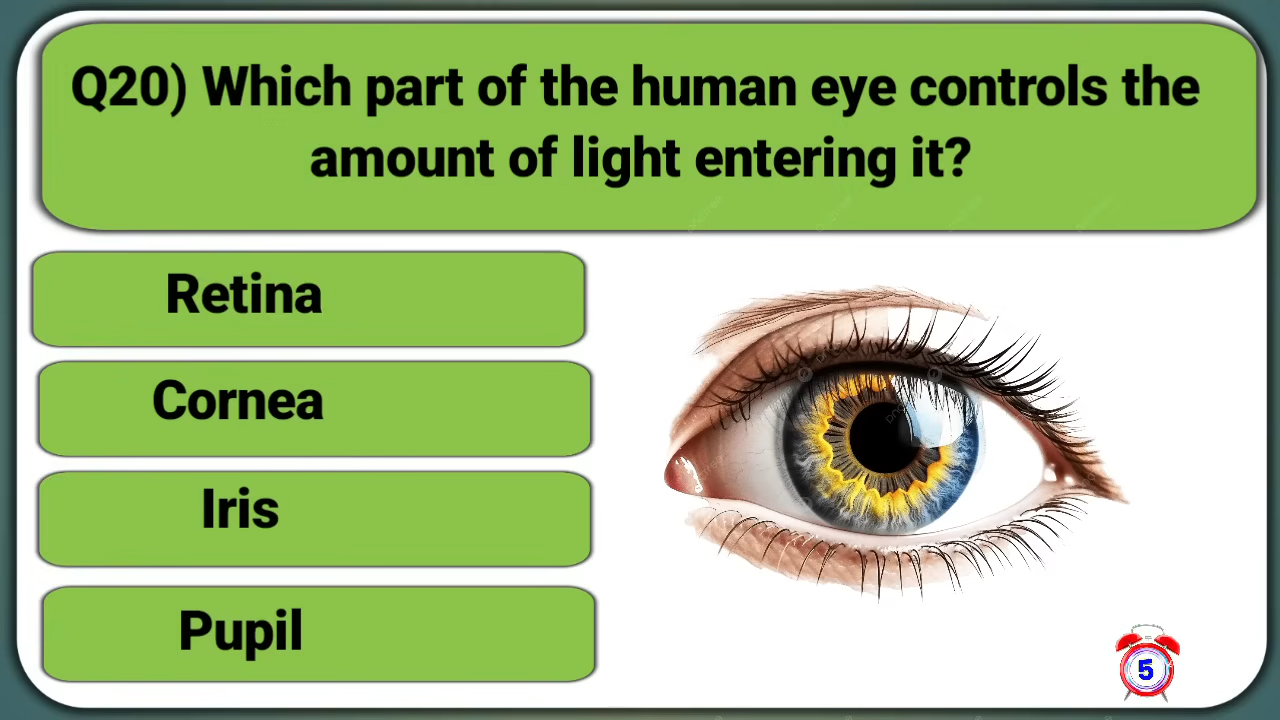 Q20) Which part of the human eye controls the
amount of light entering it?
Retina
Cornea
Iris
Pupil
5